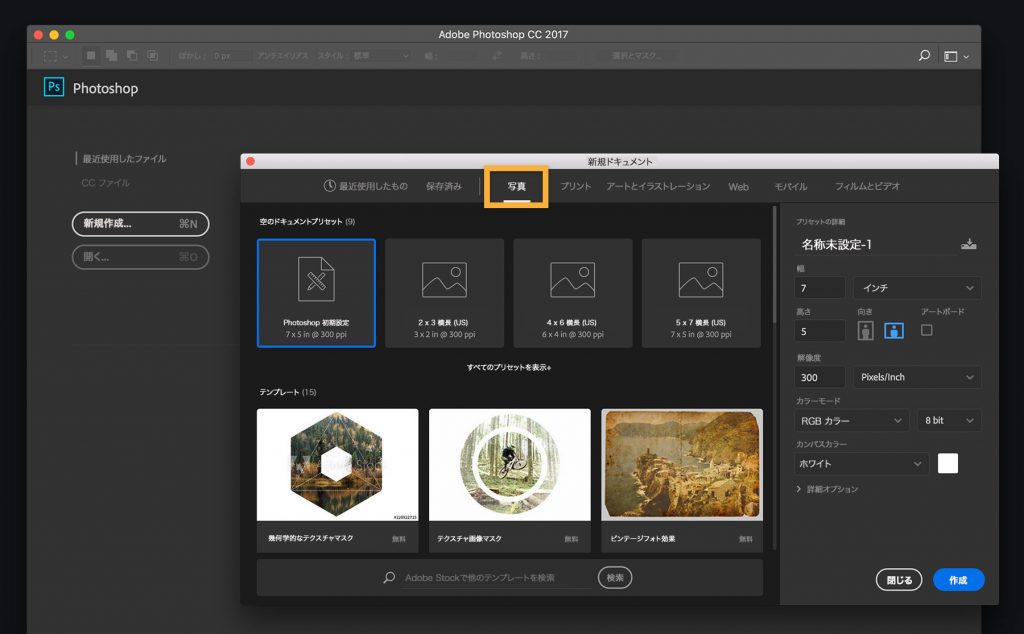 Adobe Photoshop CC 2017
ぼかし： 0 px アンチエイリアス スタイル： 標準 幅： 高さ： 選択とマスク...
Ps Photoshop
最近使用したファイル
CC ファイル
新規作成... ⌘N
開く... ⌘O
新規ドキュメント
最近使用したもの 保存済み 写真 プリント アートとイラストレーション Web モバイル フィルムとビデオ
空のドキュメントプリセット (9)
Photoshop 初期設定
7 x 5 in @ 300 ppi
2 x 3 横長 (US)
3 x 2 in @ 300 ppi
4 x 6 横長 (US)
6 x 4 in @ 300 ppi
5 x 7 横長 (US)
7 x 5 in @ 300 ppi
すべてのプリセットを表示+
テンプレート (15)
幾何学的なテクスチャマスク 無料
テクスチャ画像マスク 無料
ビンテージフォト効果 無料
Adobe Stockで他のテンプレートを検索 検索
プリセットの詳細
名称未設定-1
幅
7 インチ
高さ 向き アートボード
5
解像度
300 Pixels/Inch
カラーモード
RGB カラー 8 bit
カンバスカラー
ホワイト
詳細オプション
閉じる 作成